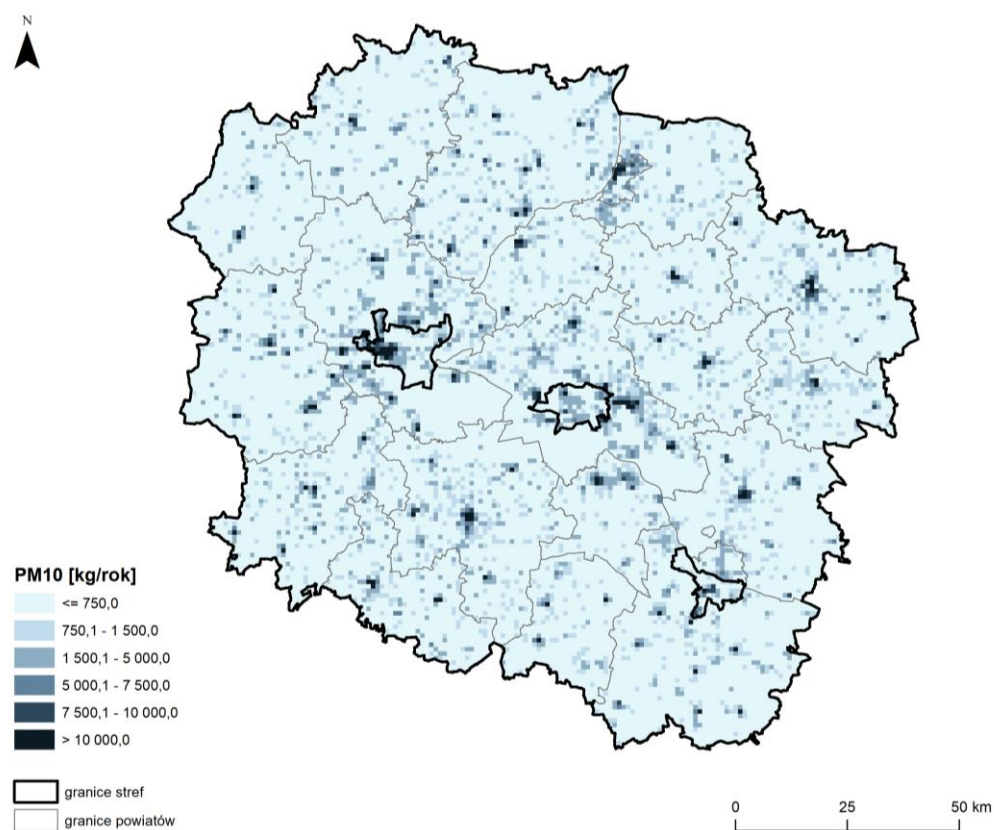 N
PM10 [kg/rok]
<= 750,0
750,1 - 1 500,0
1 500,1 - 5 000,0
5 000,1 - 7 500,0
7 500,1 - 10 000,0
> 10 000,0
granice stref
granice powiatów
0 25 50 km